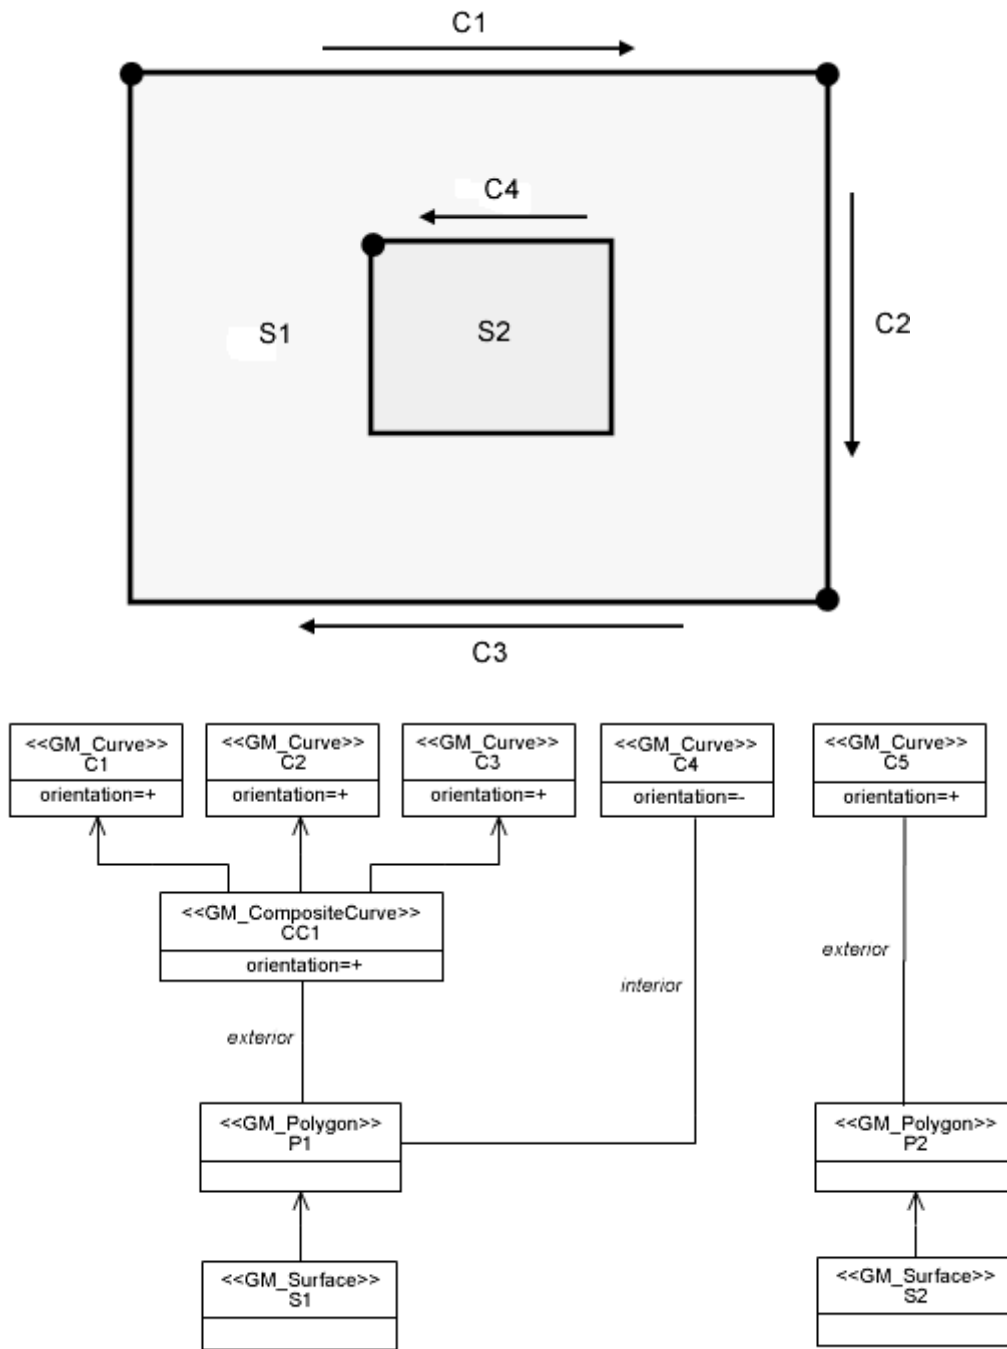 C1
C4
S1
S2
C2
C3
<<GM_Curve>>
C1
orientation=+
<<GM_Curve>>
C2
orientation=+
<<GM_Curve>>
C3
orientation=+
<<GM_Curve>>
C4
orientation=-
<<GM_Curve>>
C5
orientation=+
<<GM_CompositeCurve>>
CC1
orientation=+
exterior
interior
exterior
<<GM_Polygon>>
P1
<<GM_Polygon>>
P2
<<GM_Surface>>
S1
<<GM_Surface>>
S2